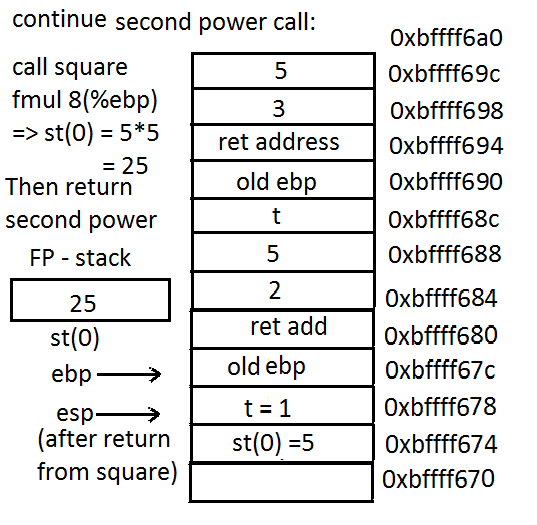 continue second power call:
call square
fmul 8(%ebp)
=> st(0) = 5*5
= 25
Then return
second power
FP - stack
25
st(0)
ebp
esp
(after return
from square)
0xbffff6a0
5 0xbffff69c
3 0xbffff698
ret address 0xbffff694
old ebp 0xbffff690
t 0xbffff68c
5 0xbffff688
2 0xbffff684
ret add 0xbffff680
old ebp 0xbffff67c
t = 1 0xbffff678
st(0) =5 0xbffff674
0xbffff670